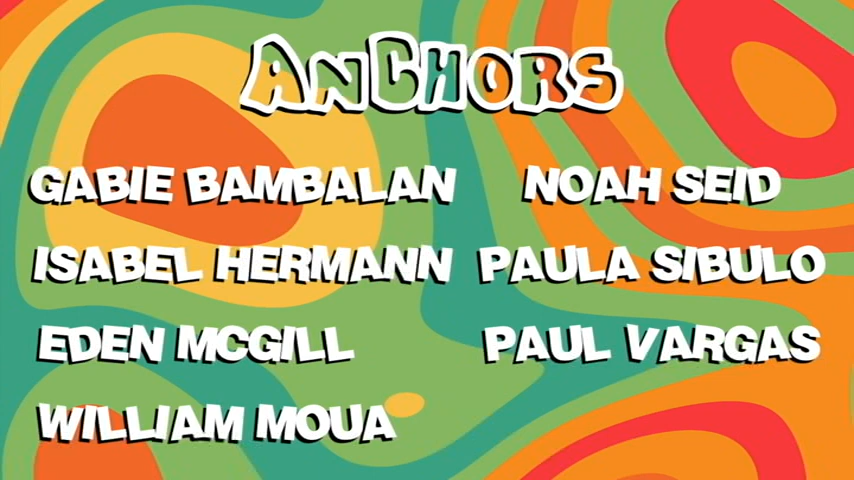 ANCHORS
GABIE BAMBALAN
ISABEL HERMANN
EDEN MCGILL
WILLIAM MOUA
NOAH SEID
PAULA SIBULO
PAUL VARGAS